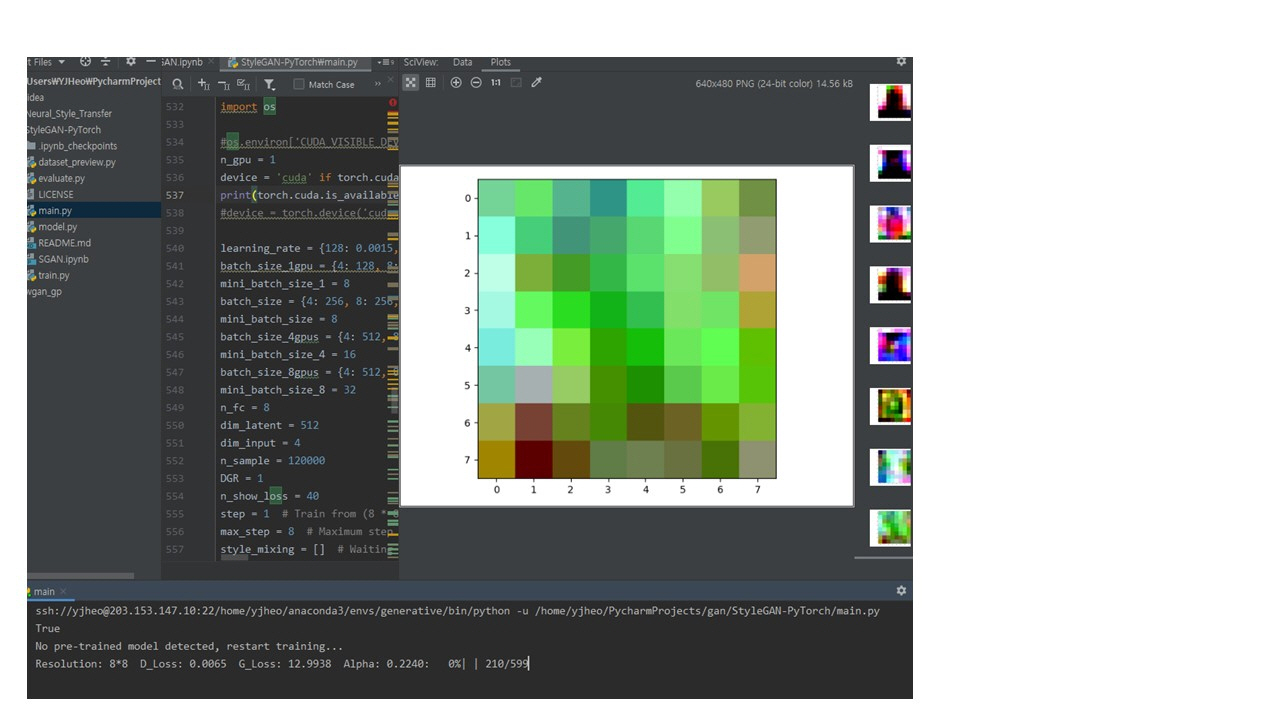 t Files
GAN.ipynb
StyleGAN-PyTorch₩main.py
SciView:
Data
Plots
Users₩YJHeo₩PycharmProject
Match Case
1:1
640x480 PNG (24-bit color) 14.56 kB
idea
Neural_Style_Transfer
StyleGAN-PyTorch
.ipynb_checkpoints
dataset_preview.py
evaluate.py
LICENSE
main.py
model.py
README.md
SGAN.ipynb
train.py
wgan_gp
532 import os
533
534 #os.environ['CUDA_VISIBLE_DEV
535 n_gpu = 1
536 device = 'cuda' if torch.cuda
537 print(torch.cuda.is_available
538 #device = torch.device('cud
539
540 learning_rate = {128: 0.0015,
541 batch_size_1gpu = {4: 128, 8:
542 mini_batch_size_1 = 8
543 batch_size = {4: 256, 8: 256,
544 mini_batch_size = 8
545 batch_size_4gpus = {4: 512, 8
546 mini_batch_size_4 = 16
547 batch_size_8gpus = {4: 512, 8
548 mini_batch_size_8 = 32
549 n_fc = 8
550 dim_latent = 512
551 dim_input = 4
552 n_sample = 120000
553 DGR = 1
554 n_show_loss = 40
555 step = 1 # Train from (8 *
556 max_step = 8 # Maximum step
557 style_mixing = [] # Waiting
0
1
2
3
4
5
6
7
0 1 2 3 4 5 6 7
main
ssh://yjheo@203.153.147.10:22/home/yjheo/anaconda3/envs/generative/bin/python -u /home/yjheo/PycharmProjects/gan/StyleGAN-PyTorch/main.py
True
No pre-trained model detected, restart training...
Resolution: 8*8 D_Loss: 0.0065 G_Loss: 12.9938 Alpha: 0.2240: 0%| | 210/599